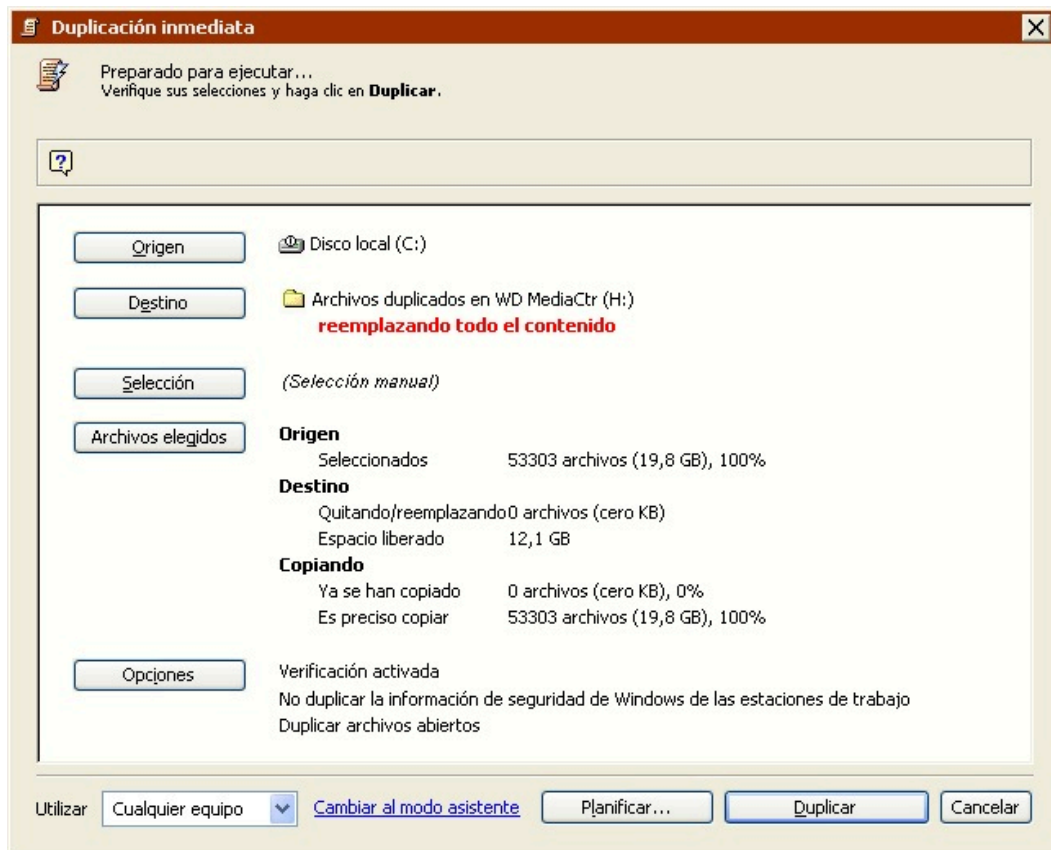 Duplicación inmediata
Preparado para ejecutar...
Verifique sus selecciones y haga clic en Duplicar.
Origen Disco local (C:)
Destino Archivos duplicados en WD MediaCtr (H:)
reemplazando todo el contenido
Selección (Selección manual)
Archivos elegidos Origen
Seleccionados 53303 archivos (19,8 GB), 100%
Destino
Quitando/reemplazando0 archivos (cero KB)
Espacio liberado 12,1 GB
Copiando
Ya se han copiado 0 archivos (cero KB), 0%
Es preciso copiar 53303 archivos (19,8 GB), 100%
Opciones Verificación activada
No duplicar la información de seguridad de Windows de las estaciones de trabajo
Duplicar archivos abiertos
Utilizar Cualquier equipo Cambiar al modo asistente Planificar... Duplicar Cancelar